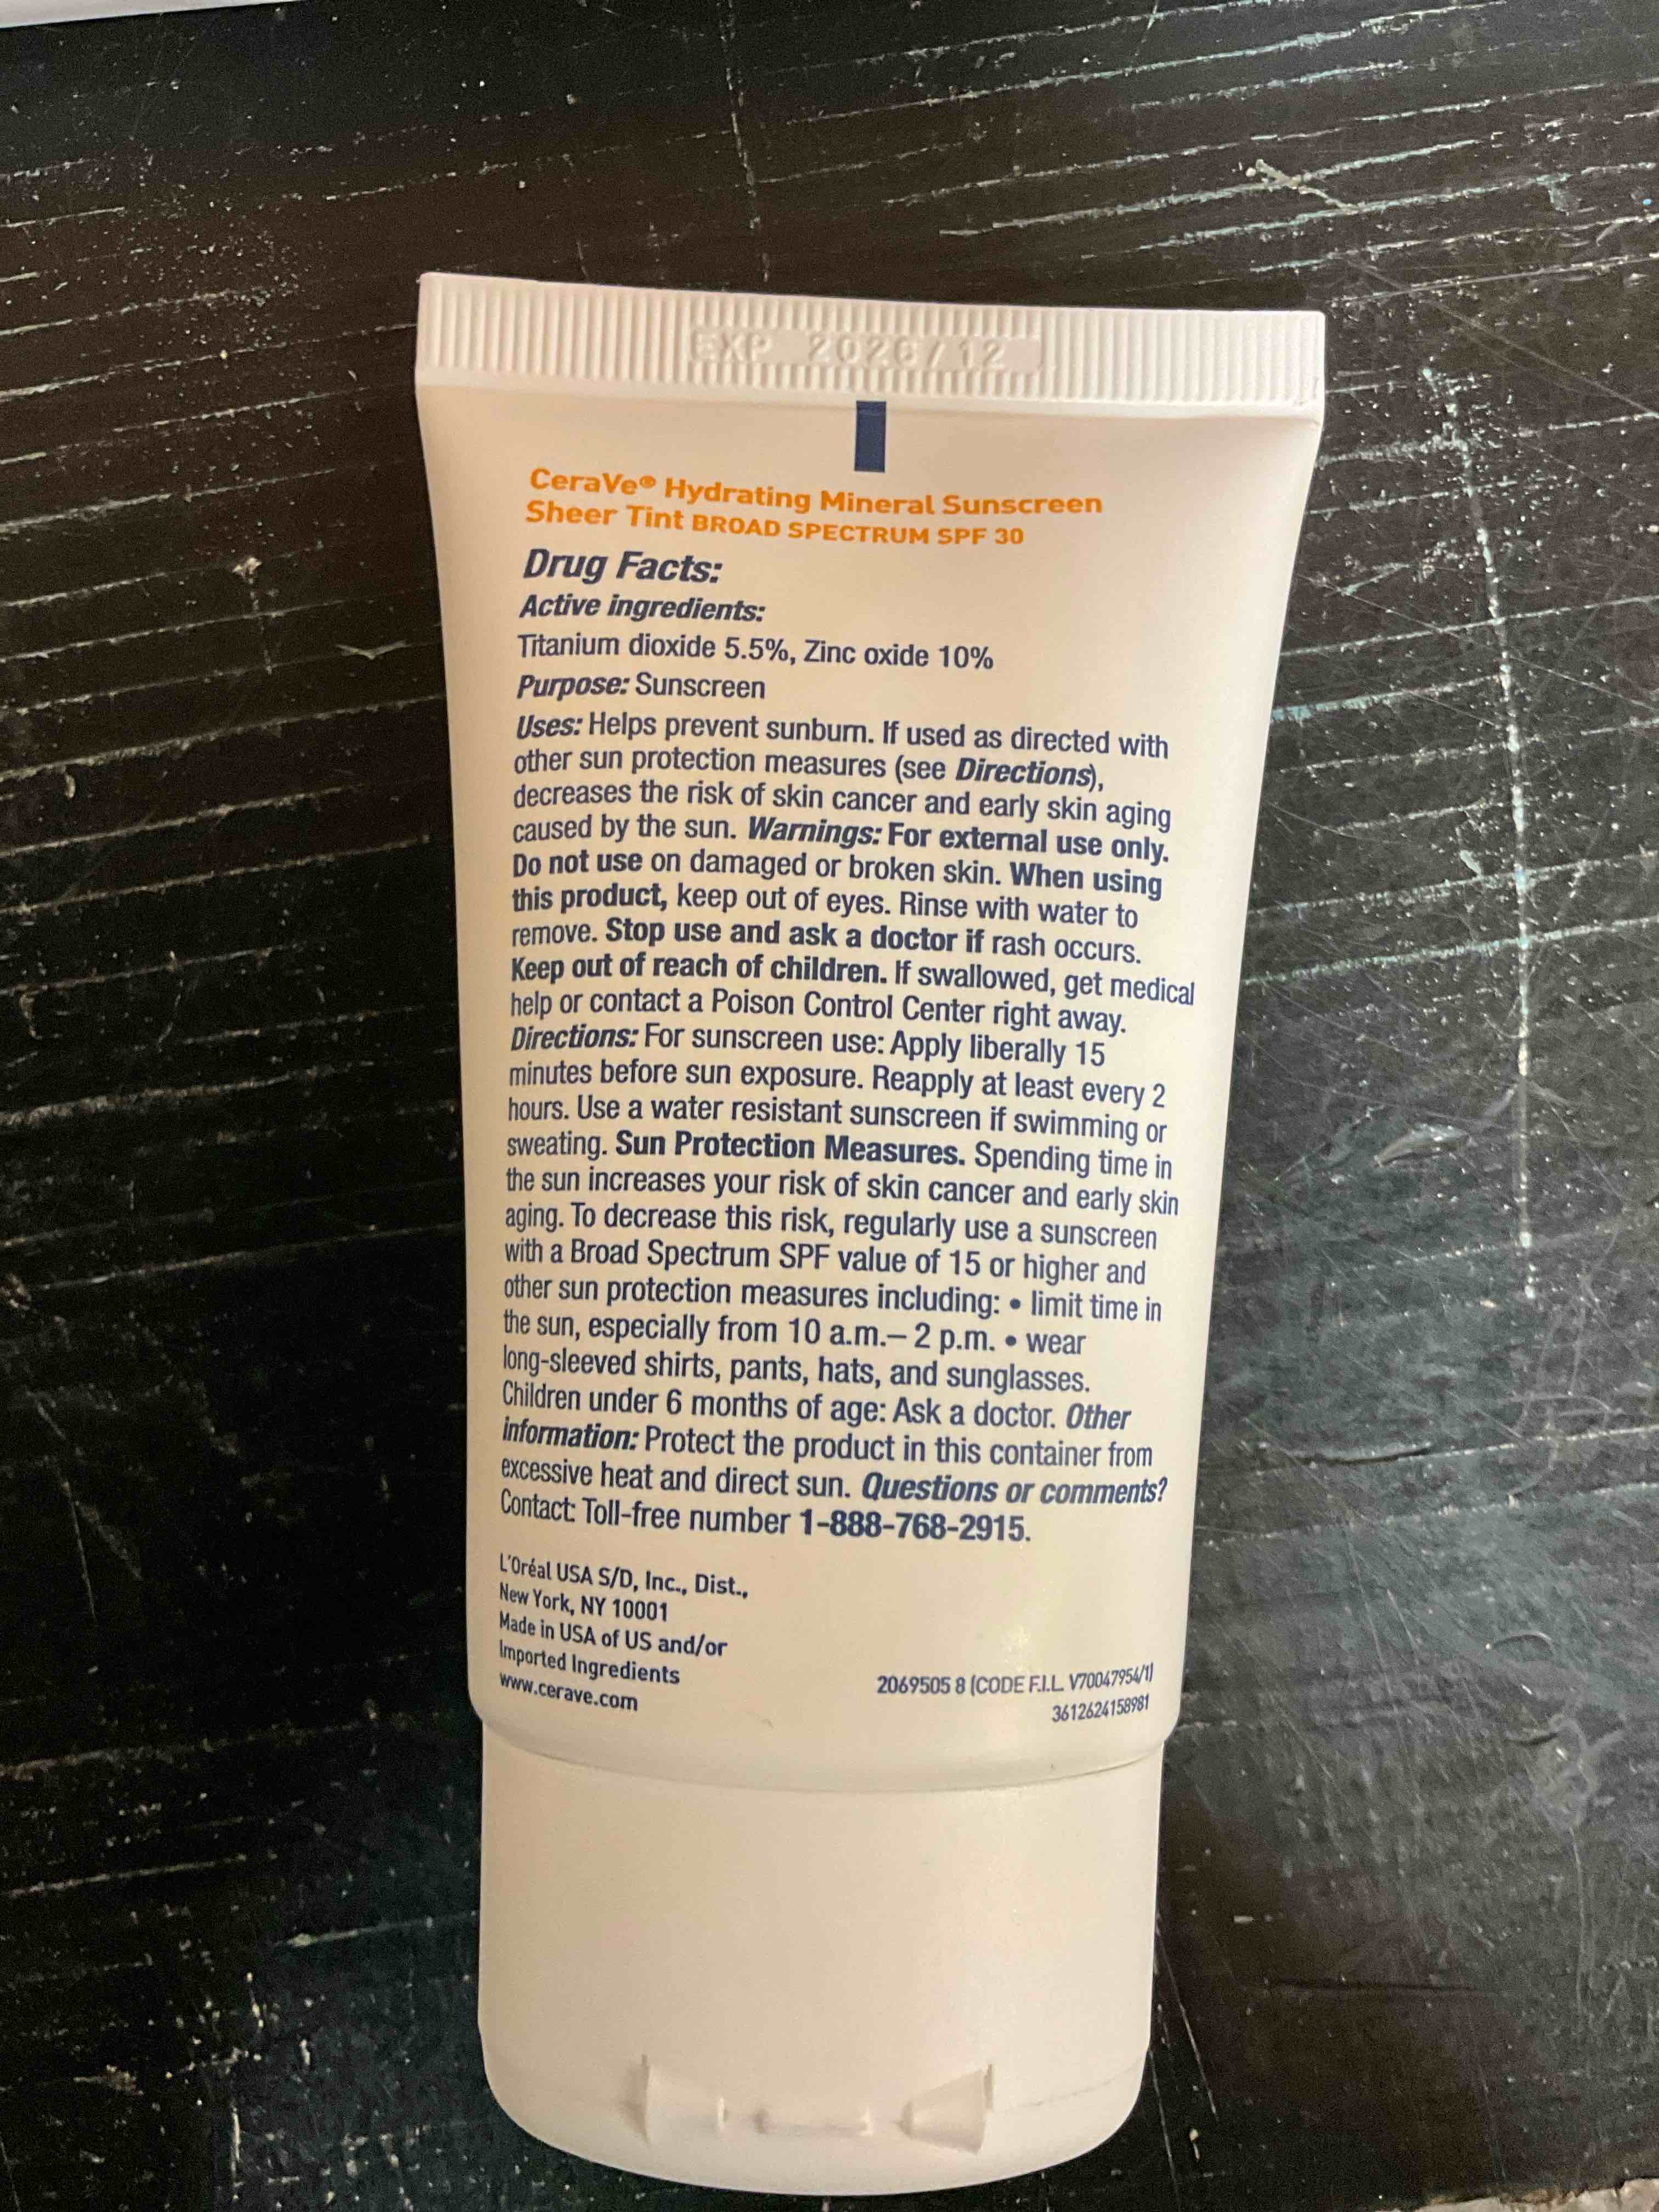 EXP 2026/12
CeraVe® Hydrating Mineral Sunscreen
Sheer Tint BROAD SPECTRUM SPF 30
Drug Facts:
Active ingredients:
Titanium dioxide 5.5%, Zinc oxide 10%
Purpose: Sunscreen
Uses: Helps prevent sunburn. If used as directed with
other sun protection measures (see Directions),
decreases the risk of skin cancer and early skin aging
caused by the sun. Warnings: For external use only.
Do not use on damaged or broken skin. When using
this product, keep out of eyes. Rinse with water to
remove. Stop use and ask a doctor if rash occurs.
Keep out of reach of children. If swallowed, get medical
help or contact a Poison Control Center right away.
Directions: For sunscreen use: Apply liberally 15
minutes before sun exposure. Reapply at least every 2
hours. Use a water resistant sunscreen if swimming or
sweating. Sun Protection Measures. Spending time in
the sun increases your risk of skin cancer and early skin
aging. To decrease this risk, regularly use a sunscreen
with a Broad Spectrum SPF value of 15 or higher and
other sun protection measures including: • limit time in
the sun, especially from 10 a.m.– 2 p.m. • wear
long-sleeved shirts, pants, hats, and sunglasses.
Children under 6 months of age: Ask a doctor. Other
information: Protect the product in this container from
excessive heat and direct sun. Questions or comments?
Contact: Toll-free number 1-888-768-2915.
L'Oréal USA S/D, Inc., Dist.,
New York, NY 10001
Made in USA of US and/or
Imported Ingredients
www.cerave.com
2069505 8 (CODE F.I.L. V70047954/1)
3612624158981